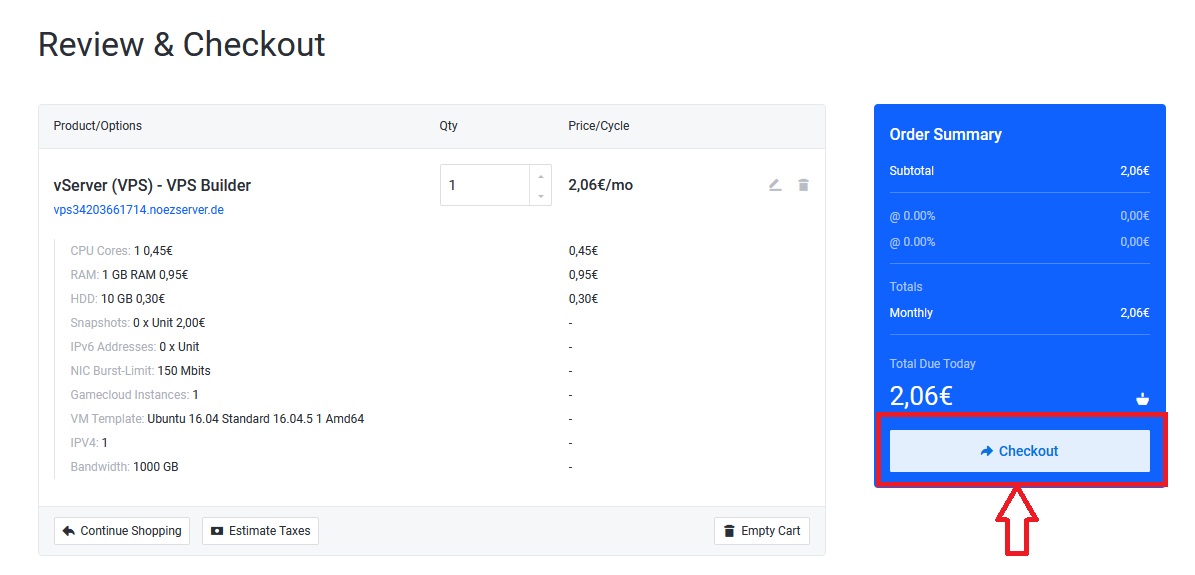 Review & Checkout
Product/Options Qty Price/Cycle
vServer (VPS) - VPS Builder 1 2,06€/mo
vps34203661714.noezserver.de
CPU Cores: 1 0,45€ 0,45€
RAM: 1 GB RAM 0,95€ 0,95€
HDD: 10 GB 0,30€ 0,30€
Snapshots: 0 x Unit 2,00€ -
IPv6 Addresses: 0 x Unit -
NIC Burst-Limit: 150 Mbits -
Gamecloud Instances: 1 -
VM Template: Ubuntu 16.04 Standard 16.04.5 1 Amd64 -
IPV4: 1 -
Bandwidth: 1000 GB -
Continue Shopping Estimate Taxes Empty Cart
Order Summary
Subtotal 2,06€
@ 0.00% 0,00€
@ 0.00% 0,00€
Totals
Monthly 2,06€
Total Due Today
2,06€
Checkout